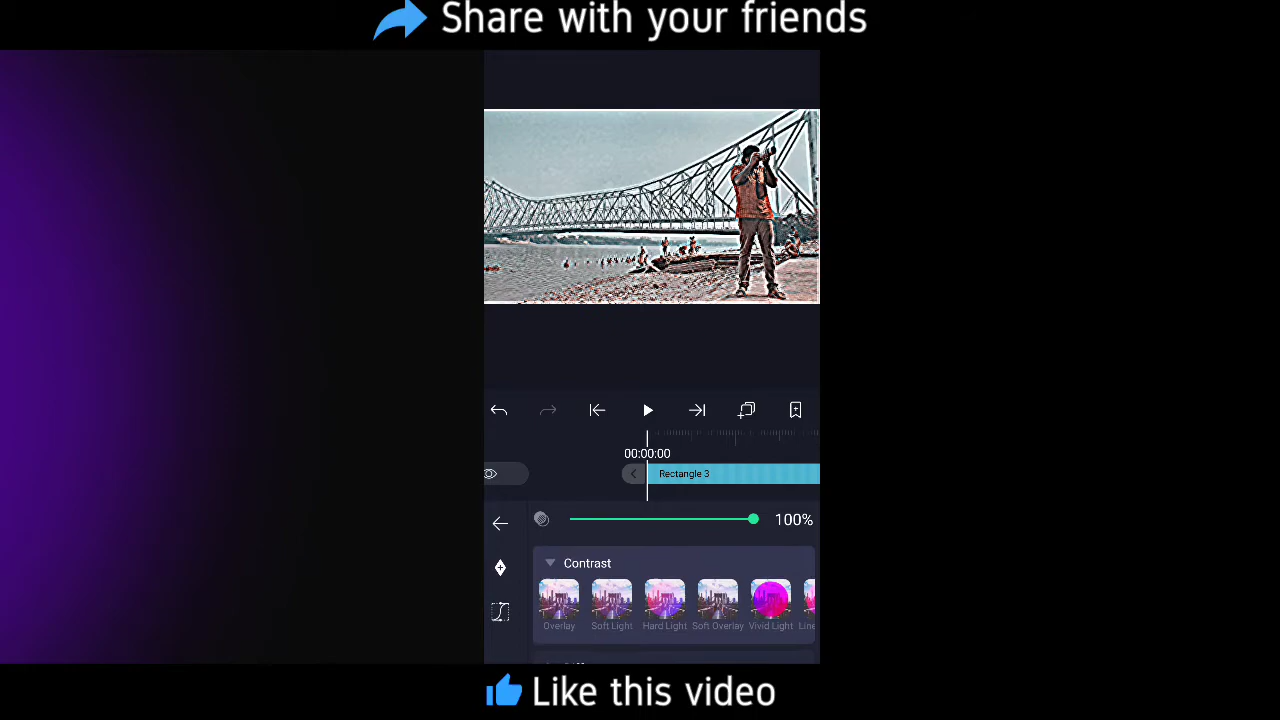 Share with your friends
00:00:00
Rectangle 3
100%
Contrast
Overlay
Soft Light
Hard Light
Soft Overlay
Vivid Light
Like this video